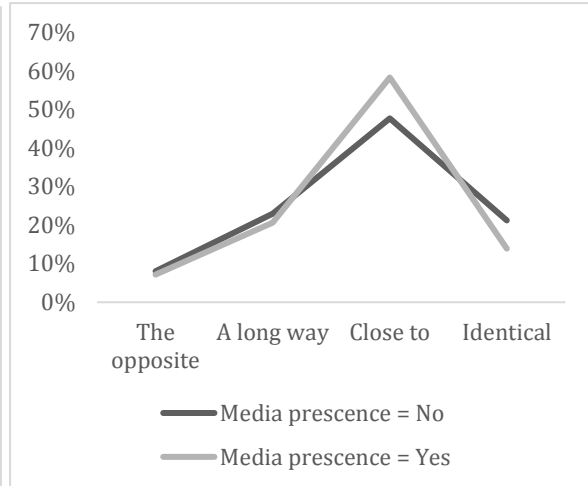 70%
60%
50%
40%
30%
20%
10%
0%
The opposite
A long way
Close to
Identical
Media prescence = No
Media prescence = Yes